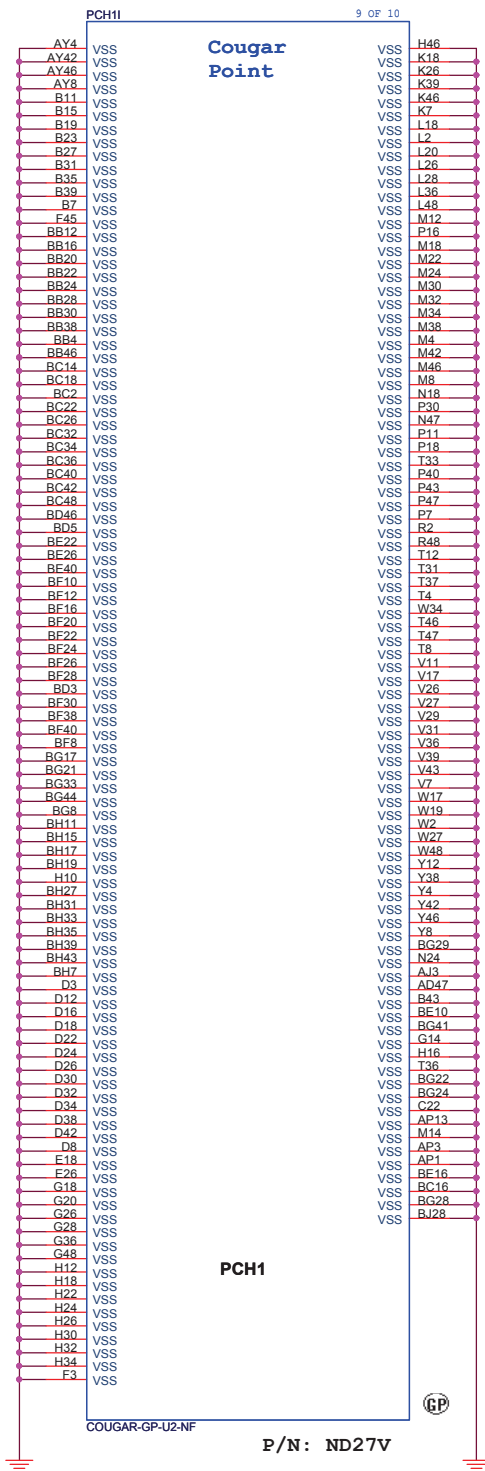 PCH1I
9 OF 10
Cougar
Point
AY4 VSS
AY42 VSS
AY46 VSS
AY8 VSS
B11 VSS
B15 VSS
B19 VSS
B23 VSS
B27 VSS
B31 VSS
B35 VSS
B39 VSS
B7 VSS
F45 VSS
BB12 VSS
BB16 VSS
BB20 VSS
BB22 VSS
BB24 VSS
BB28 VSS
BB30 VSS
BB38 VSS
BB4 VSS
BB46 VSS
BC14 VSS
BC18 VSS
BC2 VSS
BC22 VSS
BC26 VSS
BC32 VSS
BC34 VSS
BC36 VSS
BC40 VSS
BC42 VSS
BC48 VSS
BD46 VSS
BD5 VSS
BE22 VSS
BE26 VSS
BE40 VSS
BF10 VSS
BF12 VSS
BF16 VSS
BF20 VSS
BF22 VSS
BF24 VSS
BF26 VSS
BF28 VSS
BD3 VSS
BF30 VSS
BF38 VSS
BF40 VSS
BF8 VSS
BG17 VSS
BG21 VSS
BG33 VSS
BG44 VSS
BG8 VSS
BH11 VSS
BH15 VSS
BH17 VSS
BH19 VSS
H10 VSS
BH27 VSS
BH31 VSS
BH33 VSS
BH35 VSS
BH39 VSS
BH43 VSS
BH7 VSS
D3 VSS
D12 VSS
D16 VSS
D18 VSS
D22 VSS
D24 VSS
D26 VSS
D30 VSS
D32 VSS
D34 VSS
D38 VSS
D42 VSS
D8 VSS
E18 VSS
E26 VSS
G18 VSS
G20 VSS
G26 VSS
G28 VSS
G36 VSS
G48 VSS
H12 VSS
H18 VSS
H22 VSS
H24 VSS
H26 VSS
H30 VSS
H32 VSS
H34 VSS
F3 VSS
VSS H46
VSS K18
VSS K26
VSS K39
VSS K46
VSS K7
VSS L18
VSS L2
VSS L20
VSS L26
VSS L28
VSS L36
VSS L48
VSS M12
VSS P16
VSS M18
VSS M22
VSS M24
VSS M30
VSS M32
VSS M34
VSS M38
VSS M4
VSS M42
VSS M46
VSS M8
VSS N18
VSS P30
VSS N47
VSS P11
VSS P18
VSS T33
VSS P40
VSS P43
VSS P47
VSS P7
VSS R2
VSS R48
VSS T12
VSS T31
VSS T37
VSS T4
VSS W34
VSS T46
VSS T47
VSS T8
VSS V11
VSS V17
VSS V26
VSS V27
VSS V29
VSS V31
VSS V36
VSS V39
VSS V43
VSS V7
VSS W17
VSS W19
VSS W2
VSS W27
VSS W48
VSS Y12
VSS Y38
VSS Y4
VSS Y42
VSS Y46
VSS Y8
VSS BG29
VSS N24
VSS AJ3
VSS AD47
VSS B43
VSS BE10
VSS BG41
VSS G14
VSS H16
VSS T36
VSS BG22
VSS BG24
VSS C22
VSS AP13
VSS M14
VSS AP3
VSS AP1
VSS BE16
VSS BC16
VSS BG28
VSS BJ28
PCH1
GP
COUGAR-GP-U2-NF
P/N: ND27V